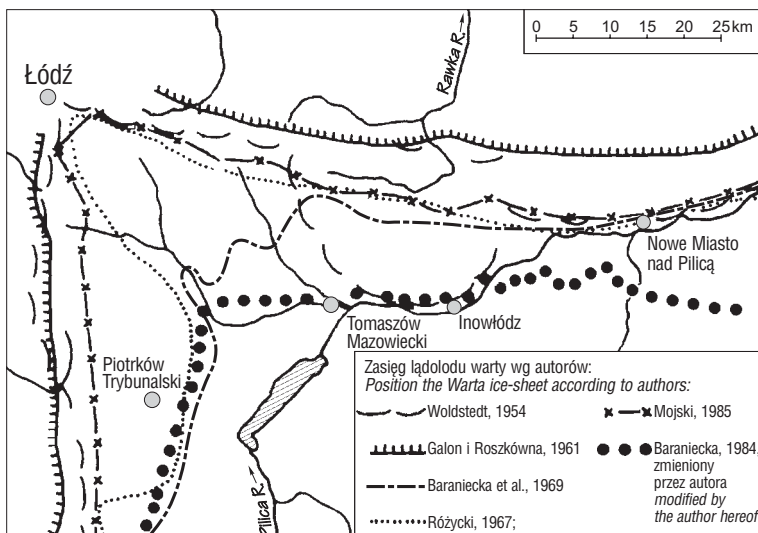 0 5 10 15 20 25 km
Rawka R.
Łódź
Nowe Miasto
nad Pilicą
Tomaszów
Mazowiecki
Inowłódz
Piotrków
Trybunalski
Pilica R.
Zasięg lądolodu warty wg autorów:
Position the Warta ice-sheet according to authors:
Woldstedt, 1954
Galon i Roszkówna, 1961
Baraniecka et al., 1969
Różycki, 1967;
Mojski, 1985
Baraniecka, 1984,
zmieniony
przez autora
modified by
the author hereof